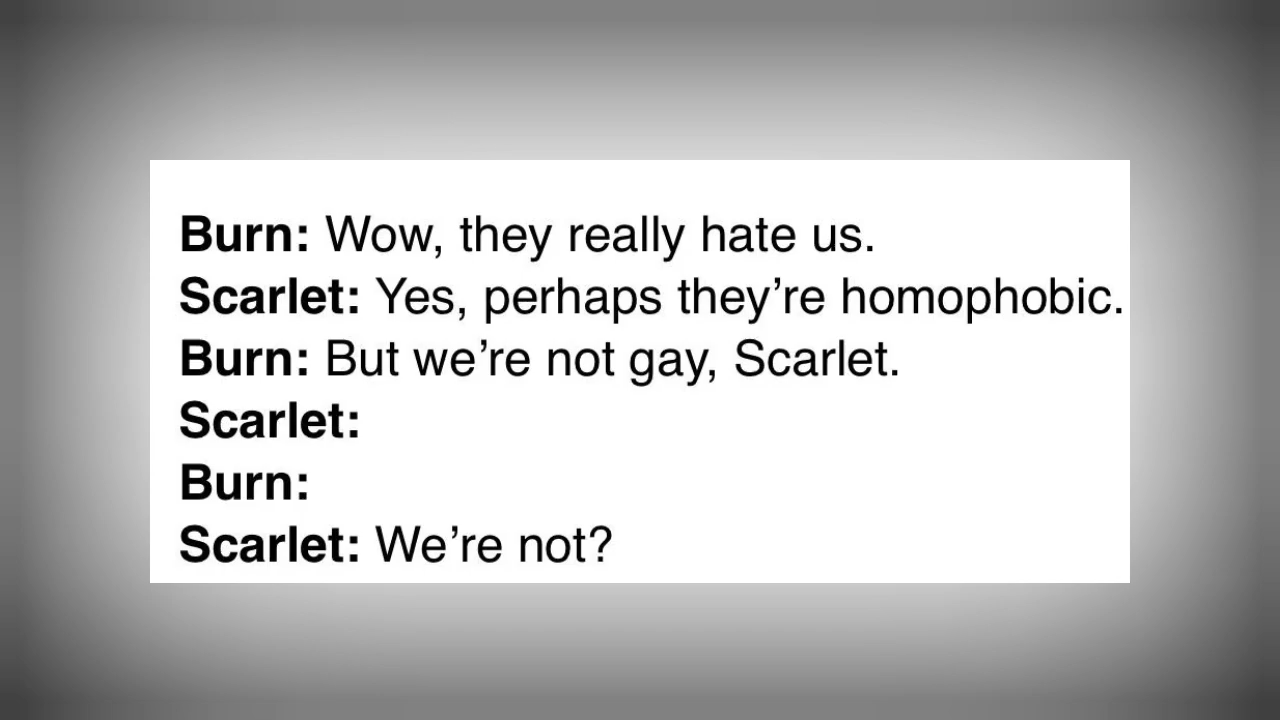 Burn: Wow, they really hate us.
Scarlet: Yes, perhaps they’re homophobic.
Burn: But we’re not gay, Scarlet.
Scarlet:
Burn:
Scarlet: We’re not?